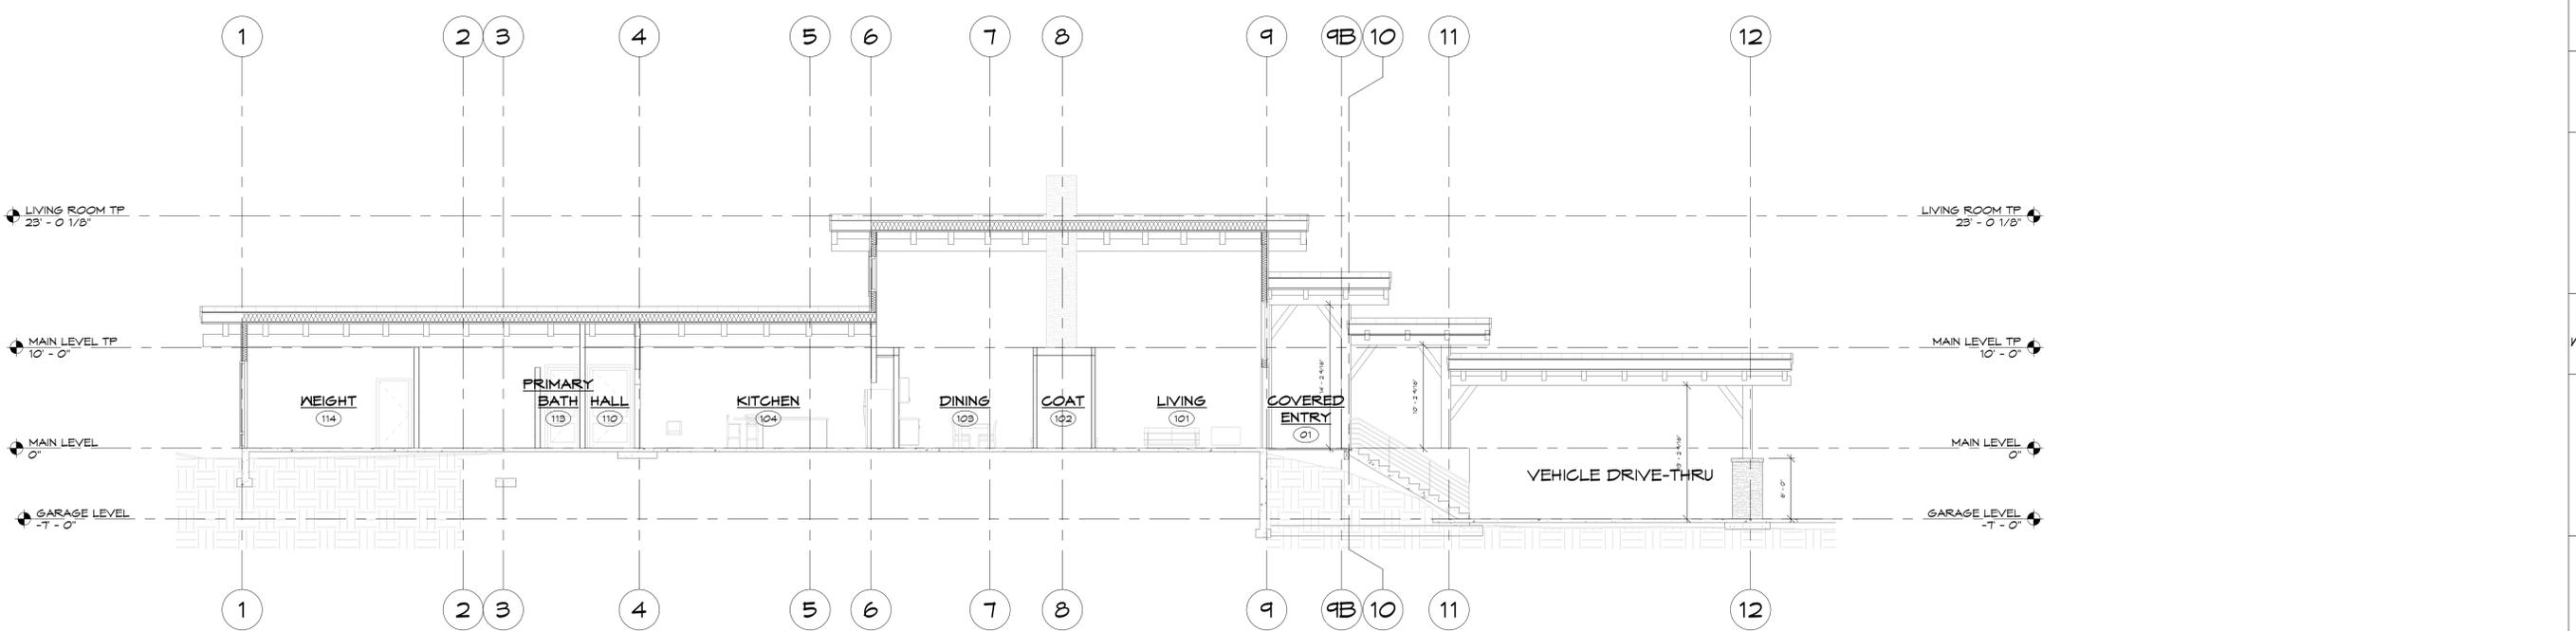 1 2 3 4 5 6 7 8 9 9B 10 11 12
LIVING ROOM TP
23' - 0 1/8"
LIVING ROOM TP
23' - 0 1/8"
MAIN LEVEL TP
10' - 0"
MAIN LEVEL TP
10' - 0"
PRIMARY
BATH
113
WEIGHT
114
HALL
110
KITCHEN
104
DINING
103
COAT
102
LIVING
101
COVERED
ENTRY
01
MAIN LEVEL
0"
MAIN LEVEL
0"
VEHICLE DRIVE-THRU
GARAGE LEVEL
-7' - 0"
GARAGE LEVEL
-7' - 0"
1 2 3 4 5 6 7 8 9 9B 10 11 12